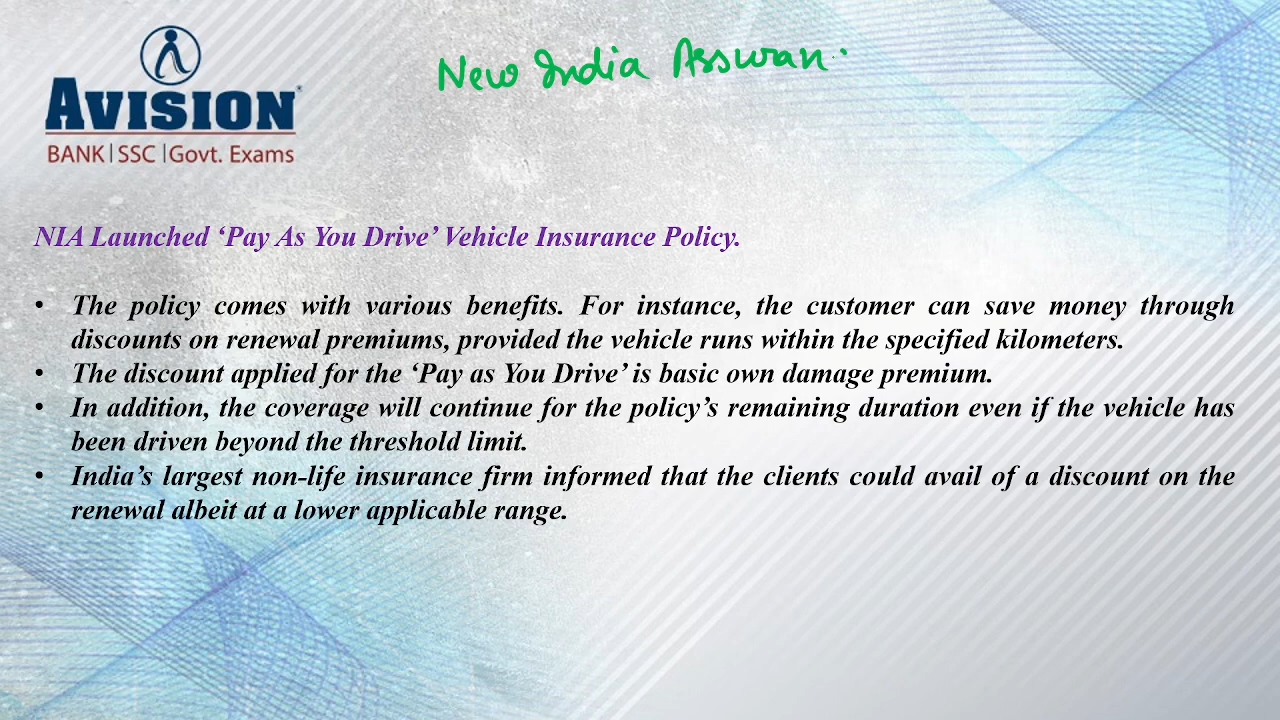 New India Asswran.
AVISION
BANK | SSC | Govt. Exams
NIA Launched ‘Pay As You Drive’ Vehicle Insurance Policy.
• The policy comes with various benefits. For instance, the customer can save money through
discounts on renewal premiums, provided the vehicle runs within the specified kilometers.
• The discount applied for the ‘Pay as You Drive’ is basic own damage premium.
• In addition, the coverage will continue for the policy’s remaining duration even if the vehicle has
been driven beyond the threshold limit.
• India’s largest non-life insurance firm informed that the clients could avail of a discount on the
renewal albeit at a lower applicable range.